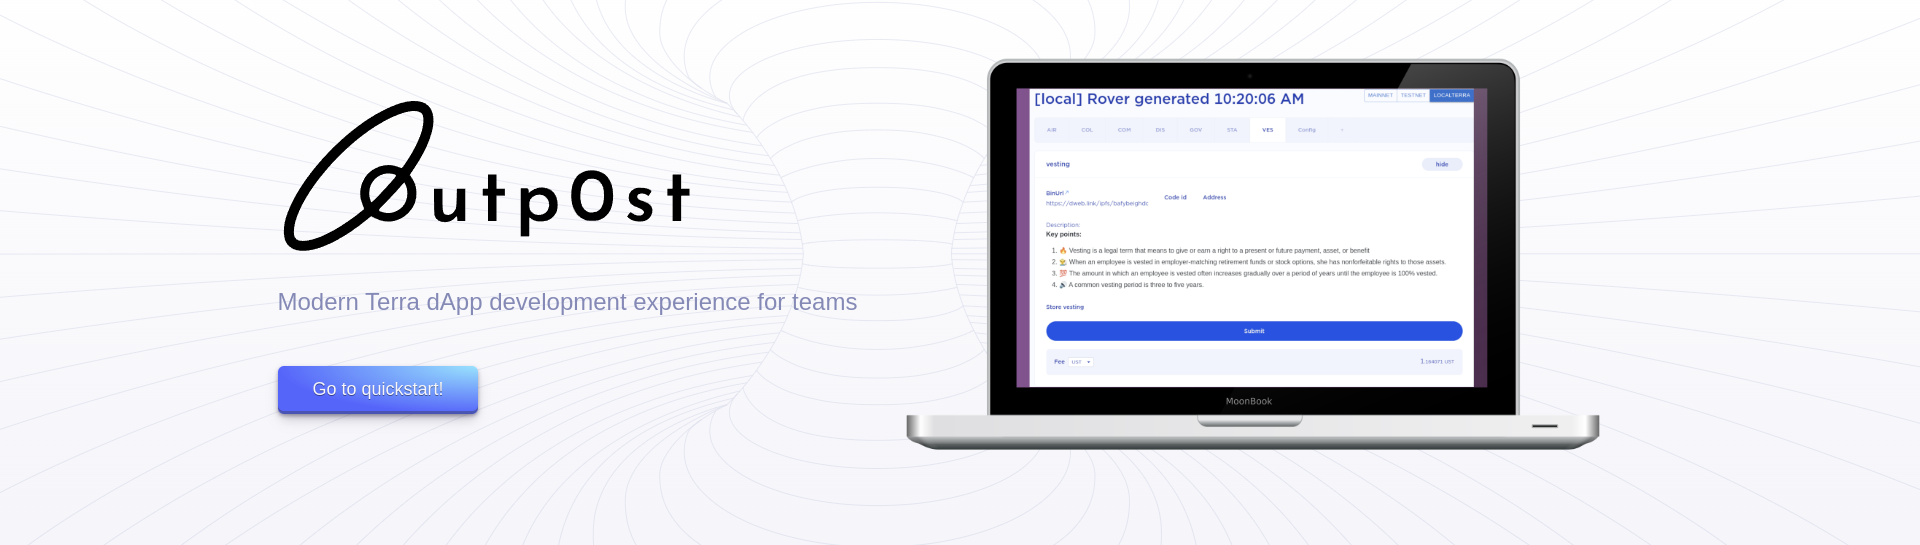 Outp0st
Modern Terra dApp development experience for teams
Go to quickstart!
[local] Rover generated 10:20:06 AM
MAINNET TESTNET LOCALTERRA
AIR COL COM DIS GOV STA VES Config +
vesting
hide
BinUrl
Code id Address
https://dweb.link/ipfs/bafybeigndc
Description:
Key points:
1. 🔥 Vesting is a legal term that means to give or earn a right to a present or future payment, asset, or benefit
2. 👨‍🌾 When an employee is vested in employer-matching retirement funds or stock options, she has nonforfeitable rights to those assets.
3. 💯 The amount in which an employee is vested often increases gradually over a period of years until the employee is 100% vested.
4. 🔊 A common vesting period is three to five years.
Store vesting
Submit
Fee UST
MoonBook